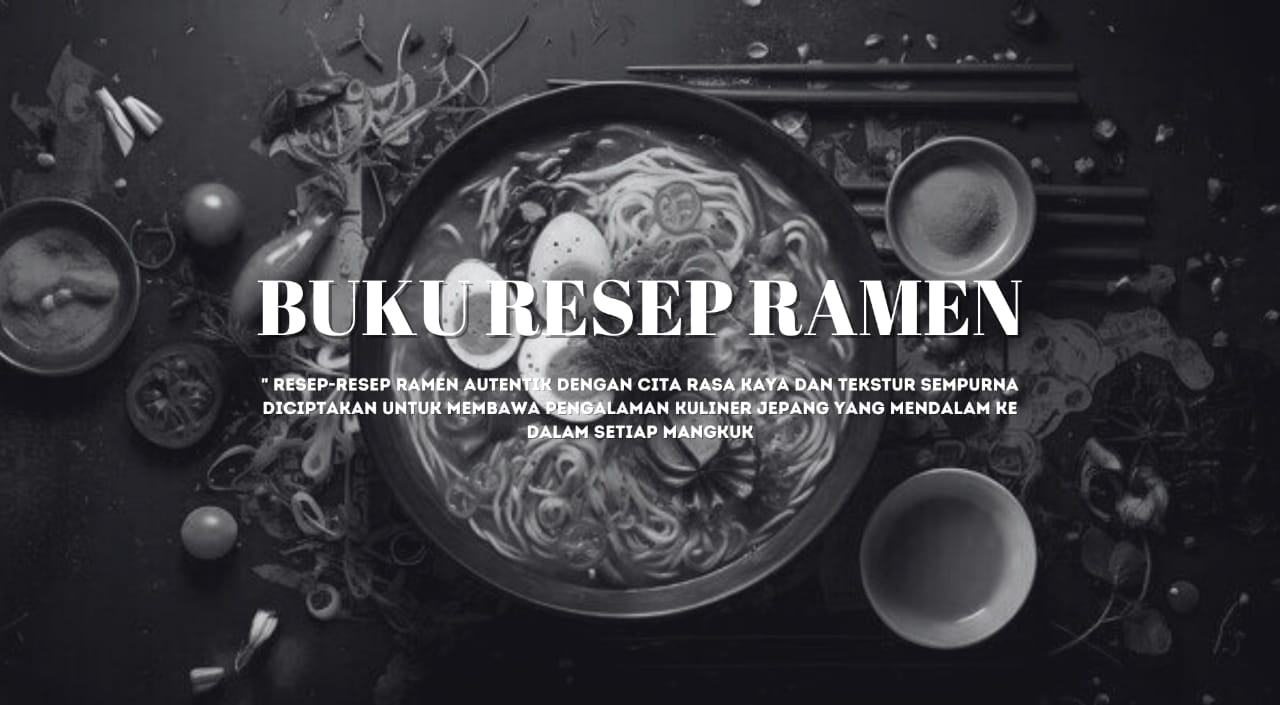 BUKU RESEP RAMEN
" RESEP-RESEP RAMEN AUTENTIK DENGAN CITA RASA KAYA DAN TEKSTUR SEMPURNA
DICIPTAKAN UNTUK MEMBAWA PENGALAMAN KULINER JEPANG YANG MENDALAM KE
DALAM SETIAP MANGKUK